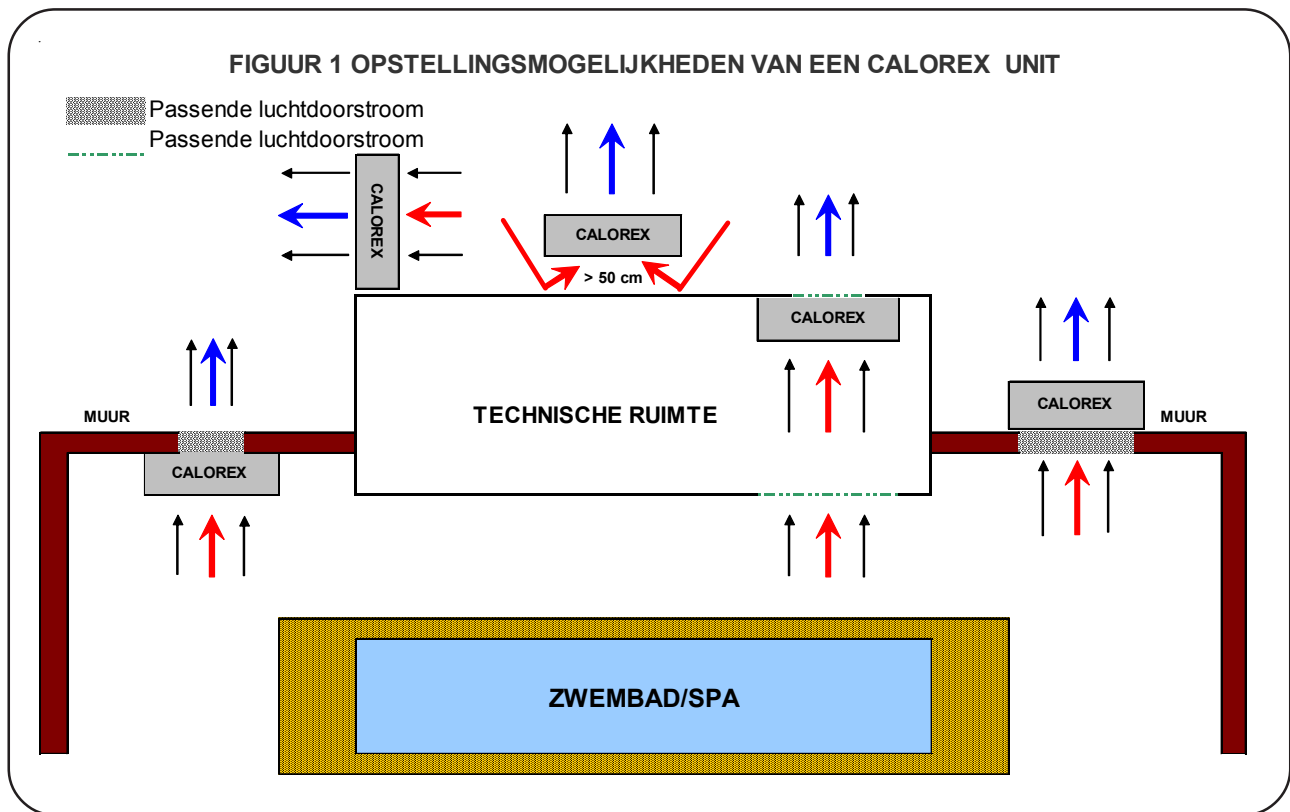 FIGUUR 1 OPSTELLINGSMOGELIJKHEDEN VAN EEN CALOREX UNIT
Passende luchtdoorstroom
Passende luchtdoorstroom
CALOREX
CALOREX
> 50 cm
CALOREX
CALOREX
MUUR
TECHNISCHE RUIMTE
MUUR
CALOREX
ZWEMBAD/SPA